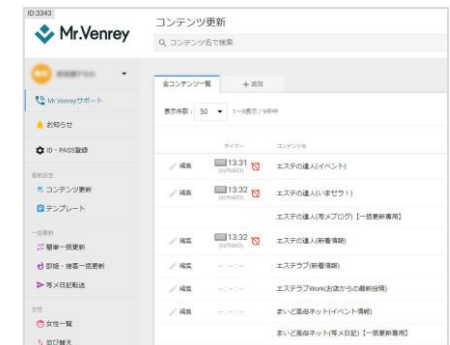 ID:3343
Mr.Venrey
コンテンツ更新
コンテンツ名で検索
Mr.Venreyサポート
お知らせ
ID・PASS登録
コンテンツ更新
テンプレート
一括更新
簡単一括更新
部姫・接客一括更新
写メ日記転送
女性
女性一覧
並び替え
全コンテンツ一覧
+ 追加
表示件数: 50
1～9表示 / 9件中
タイマー
コンテンツ名
編集
13:31
エステの達人(イベント)
編集
13:32
エステの達人(いまセラ！)
エステの達人(写メブログ)【一括更新専用】
編集
13:32
エステの達人(新着情報)
編集
--:--:--
エステラブ(新着情報)
編集
--:--:--
エステラブWork(お店からの最新投稿)
編集
--:--:--
まいど風俗ネット(イベント情報)
まいど風俗ネット(写メ日記)【一括更新専用】